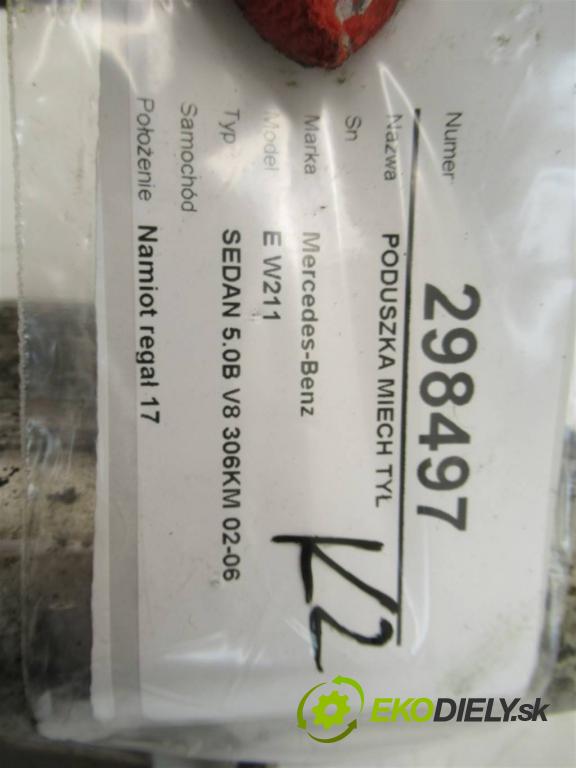 Numer 298497
Nazwa PODUSZKA MIECH TYŁ
Sn
Marka Mercedes-Benz
Model E W211
Typ SEDAN 5.0B V8 306KM 02-06
Samochód
Położenie Namiot regał 17
K2
EKODIELY.sk